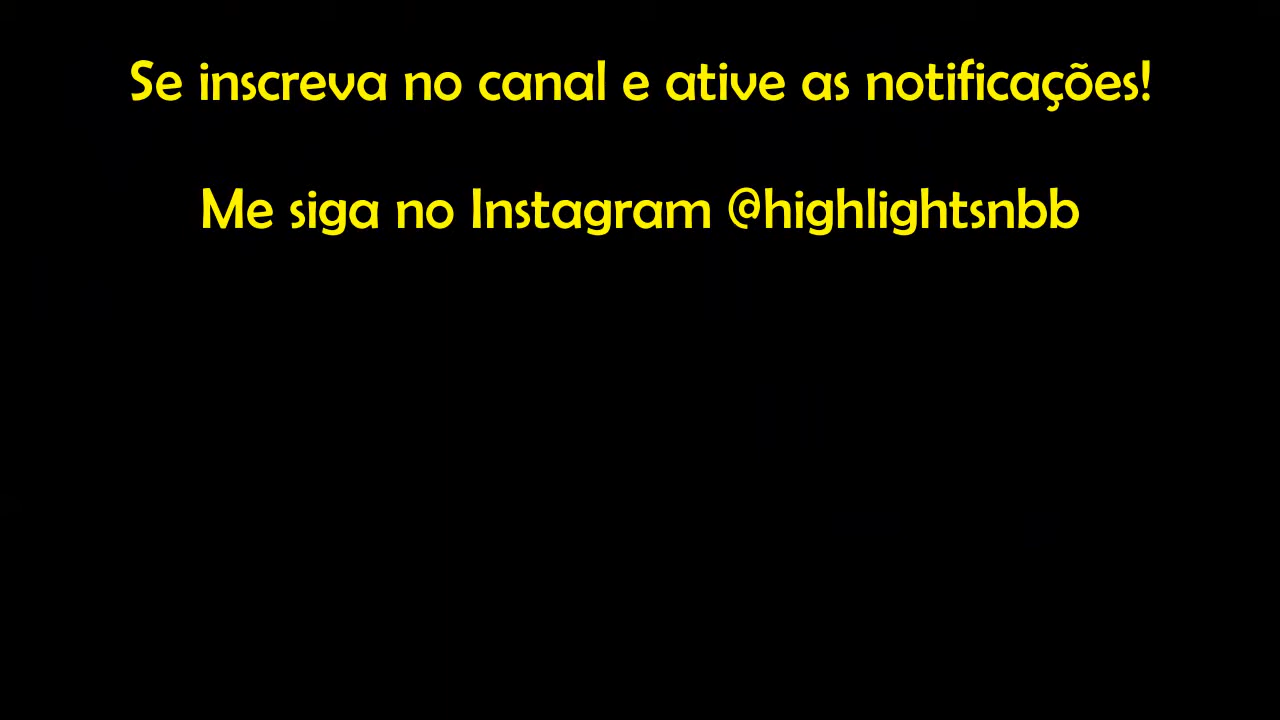 Se inscreva no canal e ative as notificações!
Me siga no Instagram @highlightsnbb